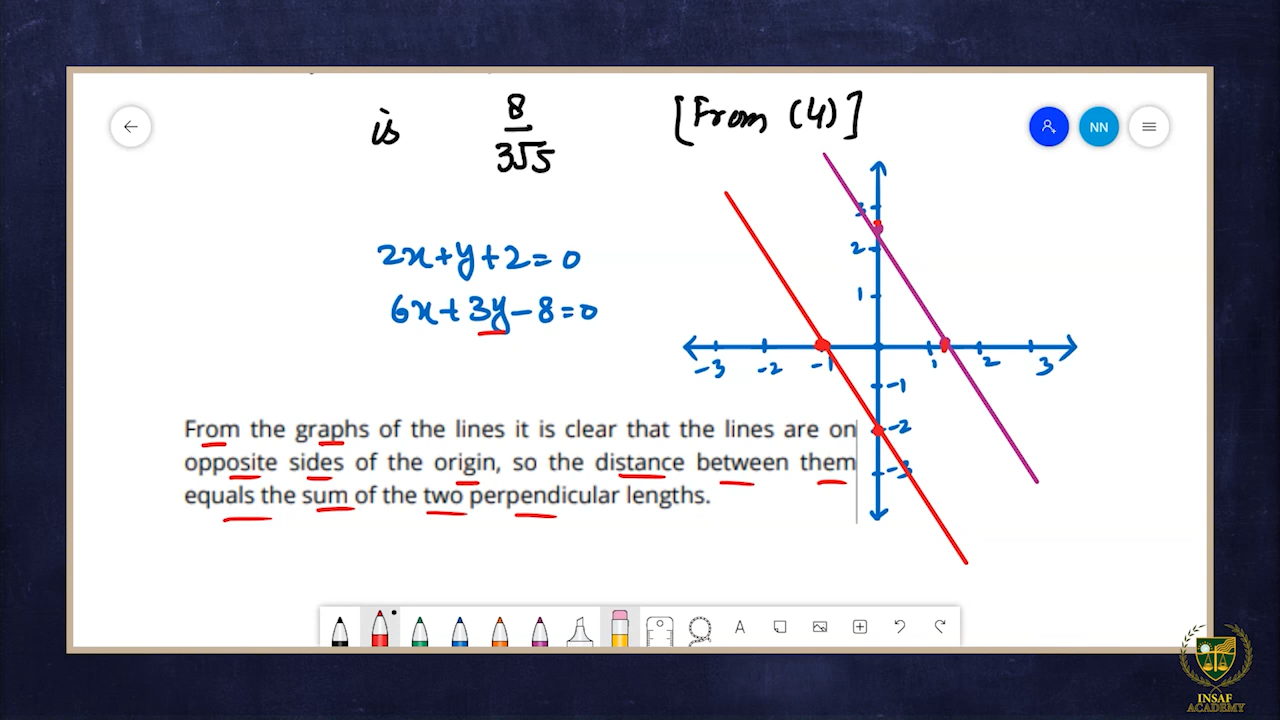 is 8/3√5 [From (4)]
NN
2x+y+2=0
6x+3y-8=0
3
2
1
-3 -2 -1 1 2 3
-1
-2
-3
From the graphs of the lines it is clear that the lines are on
opposite sides of the origin, so the distance between them
equals the sum of the two perpendicular lengths.
A
INSAF
ACADEMY